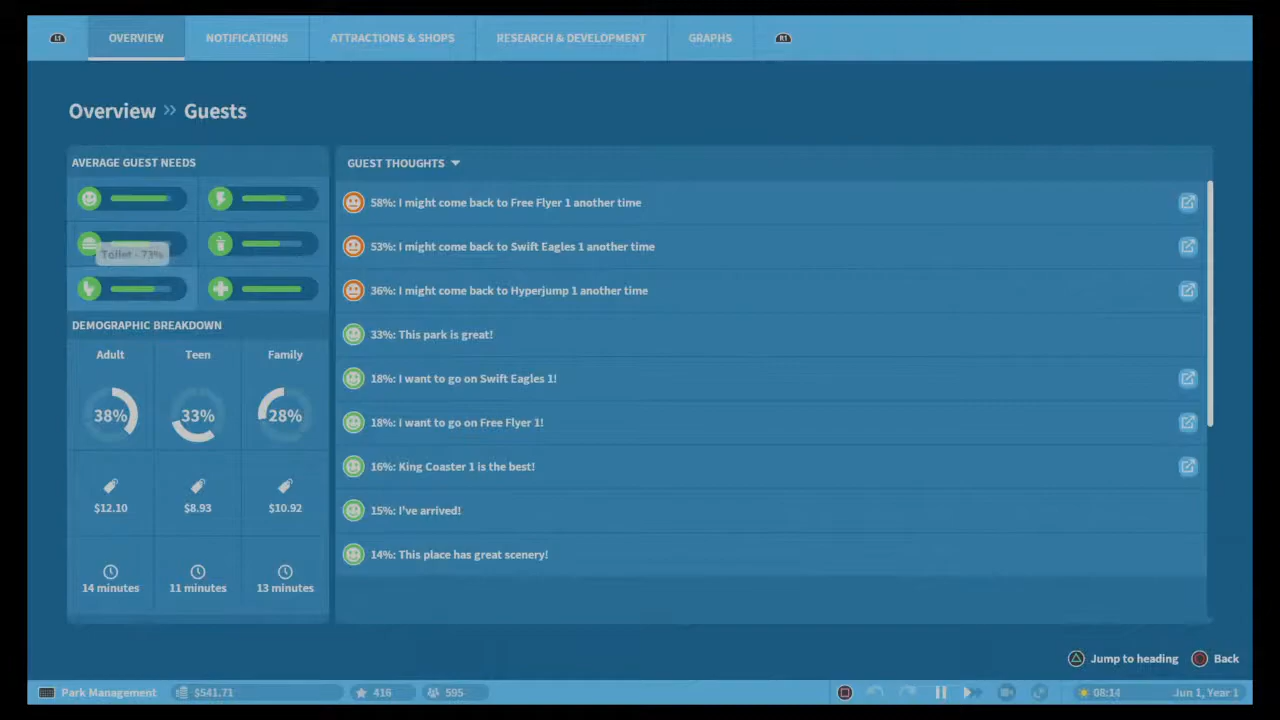 L1
OVERVIEW
NOTIFICATIONS
ATTRACTIONS & SHOPS
RESEARCH & DEVELOPMENT
GRAPHS
R1
Overview » Guests
AVERAGE GUEST NEEDS
Toilet - 73%
DEMOGRAPHIC BREAKDOWN
Adult
Teen
Family
38%
33%
28%
$12.10
$8.93
$10.92
14 minutes
11 minutes
13 minutes
GUEST THOUGHTS
58%: I might come back to Free Flyer 1 another time
53%: I might come back to Swift Eagles 1 another time
36%: I might come back to Hyperjump 1 another time
33%: This park is great!
18%: I want to go on Swift Eagles 1!
18%: I want to go on Free Flyer 1!
16%: King Coaster 1 is the best!
15%: I've arrived!
14%: This place has great scenery!
Jump to heading
Back
Park Management
$541.71
416
595
08:14
Jun 1, Year 1